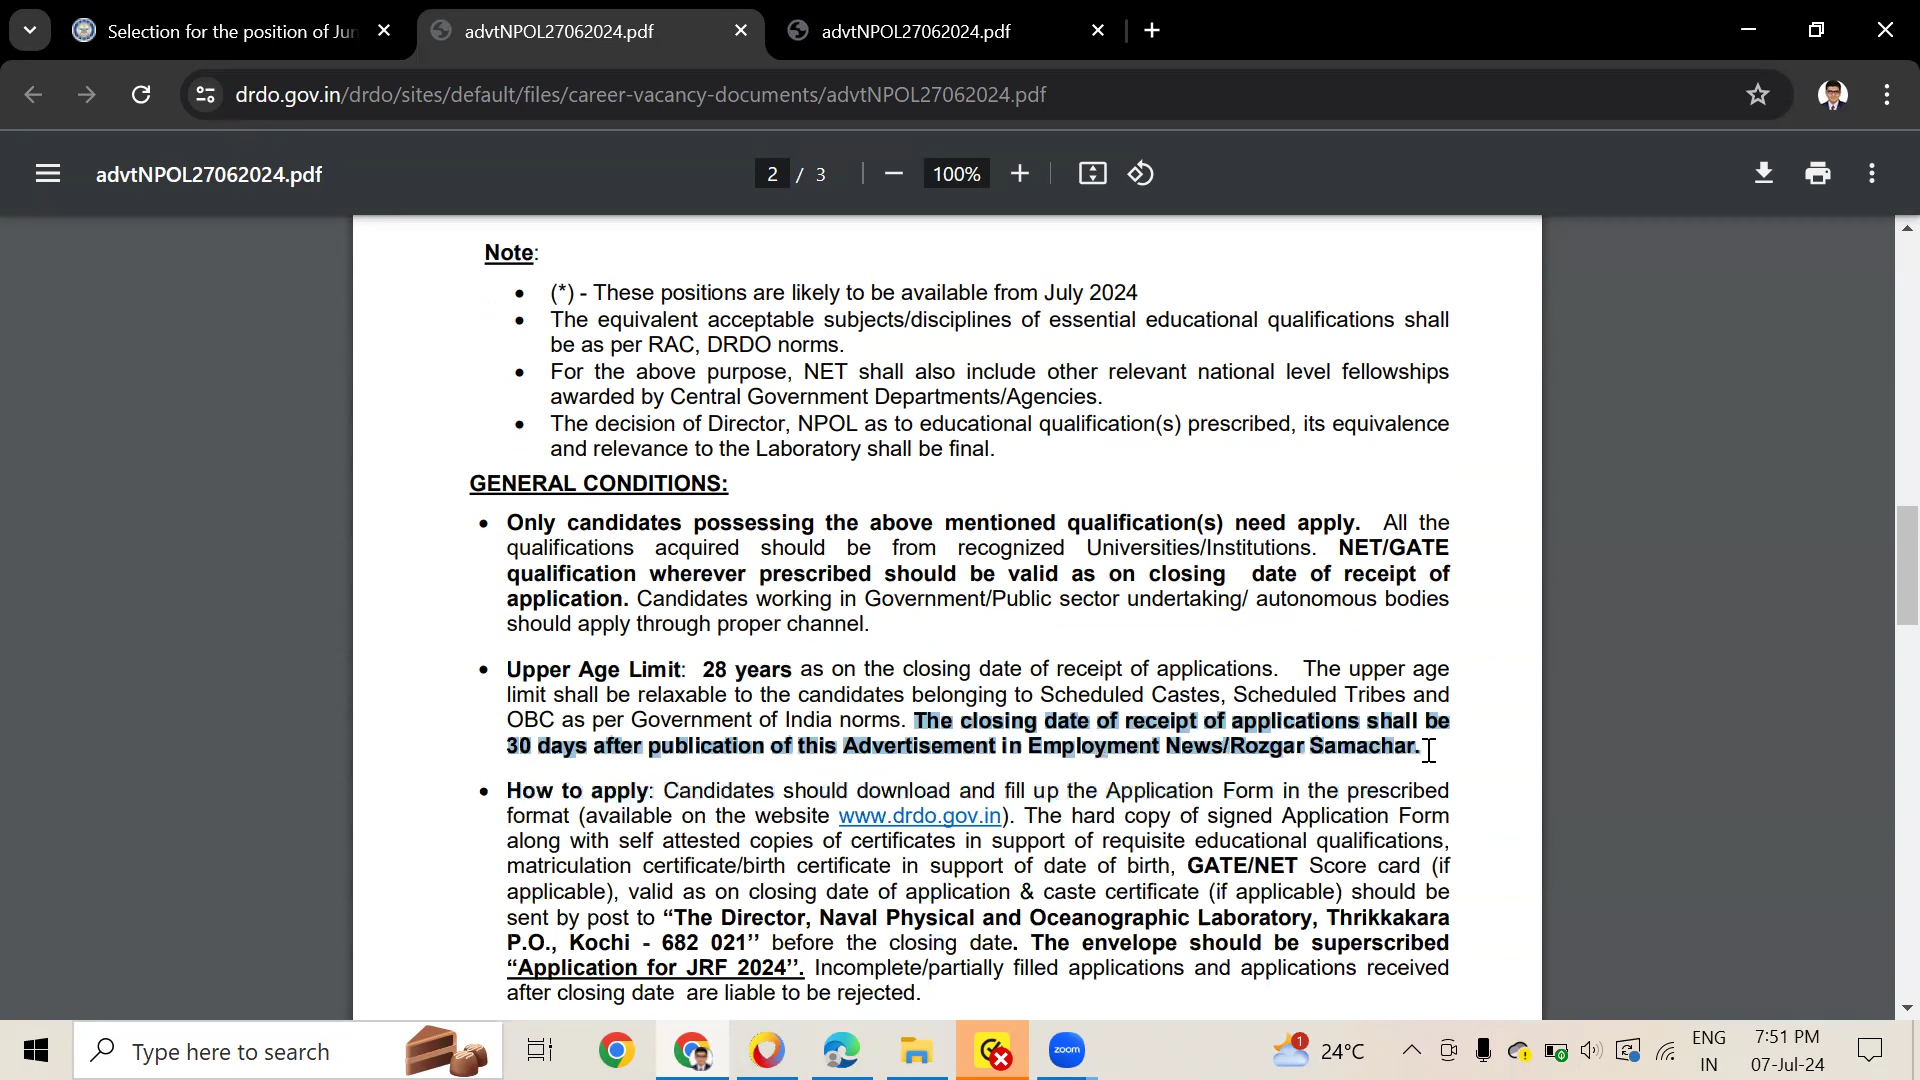 Selection for the position of Jun
advtNPOL27062024.pdf
advtNPOL27062024.pdf
drdo.gov.in/drdo/sites/default/files/career-vacancy-documents/advtNPOL27062024.pdf
advtNPOL27062024.pdf
2 / 3
100%
Note:
• (*) - These positions are likely to be available from July 2024
• The equivalent acceptable subjects/disciplines of essential educational qualifications shall
be as per RAC, DRDO norms.
• For the above purpose, NET shall also include other relevant national level fellowships
awarded by Central Government Departments/Agencies.
• The decision of Director, NPOL as to educational qualification(s) prescribed, its equivalence
and relevance to the Laboratory shall be final.
GENERAL CONDITIONS:
• Only candidates possessing the above mentioned qualification(s) need apply. All the
qualifications acquired should be from recognized Universities/Institutions. NET/GATE
qualification wherever prescribed should be valid as on closing date of receipt of
application. Candidates working in Government/Public sector undertaking/ autonomous bodies
should apply through proper channel.
• Upper Age Limit: 28 years as on the closing date of receipt of applications. The upper age
limit shall be relaxable to the candidates belonging to Scheduled Castes, Scheduled Tribes and
OBC as per Government of India norms. The closing date of receipt of applications shall be
30 days after publication of this Advertisement in Employment News/Rozgar Samachar.
• How to apply: Candidates should download and fill up the Application Form in the prescribed
format (available on the website www.drdo.gov.in). The hard copy of signed Application Form
along with self attested copies of certificates in support of requisite educational qualifications,
matriculation certificate/birth certificate in support of date of birth, GATE/NET Score card (if
applicable), valid as on closing date of application & caste certificate (if applicable) should be
sent by post to “The Director, Naval Physical and Oceanographic Laboratory, Thrikkakara
P.O., Kochi - 682 021’’ before the closing date. The envelope should be superscribed
“Application for JRF 2024’’. Incomplete/partially filled applications and applications received
after closing date are liable to be rejected.
Type here to search
zoom
1
24°C
ENG
IN
7:51 PM
07-Jul-24